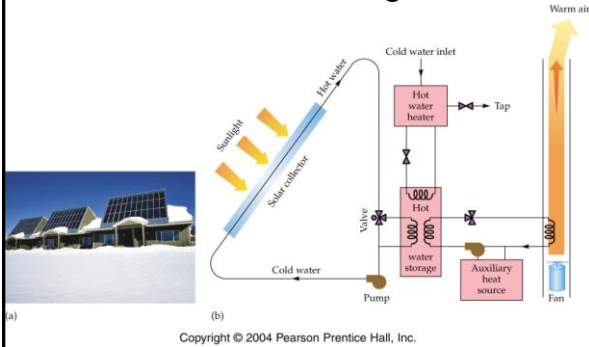 Warm air
Cold water inlet
Hot water
Hot
water
heater
Tap
Sunlight
Solar collector
Valve
Hot
water
storage
Cold water
Pump
Auxiliary
heat
source
Fan
(a)
(b)
Copyright © 2004 Pearson Prentice Hall, Inc.